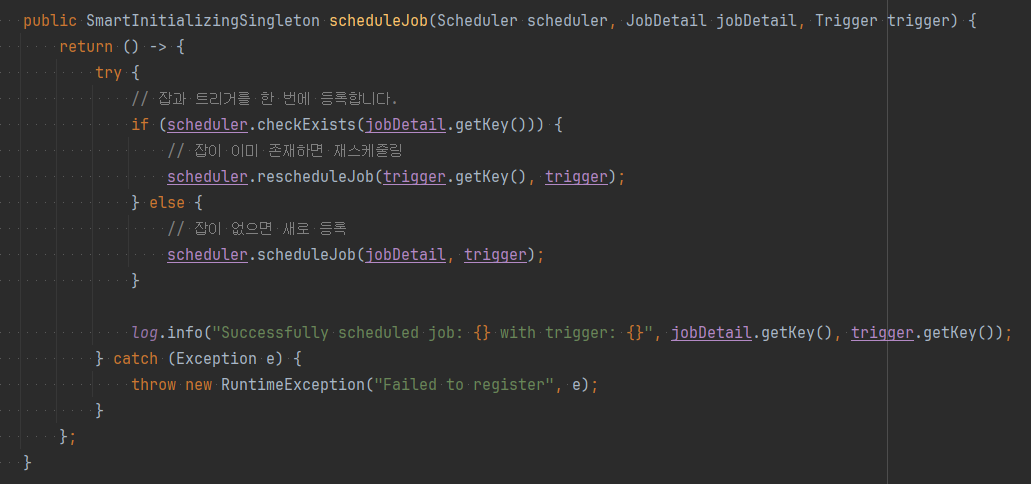 public SmartInitializingSingleton scheduleJob(Scheduler scheduler, JobDetail jobDetail, Trigger trigger) {
return () -> {
try {
// 잡과 트리거를 한 번에 등록합니다.
if (scheduler.checkExists(jobDetail.getKey())) {
// 잡이 이미 존재하면 재스케줄링
scheduler.rescheduleJob(trigger.getKey(), trigger);
} else {
// 잡이 없으면 새로 등록
scheduler.scheduleJob(jobDetail, trigger);
}
log.info("Successfully scheduled job: {} with trigger: {}", jobDetail.getKey(), trigger.getKey());
} catch (Exception e) {
throw new RuntimeException("Failed to register", e);
}
};
}